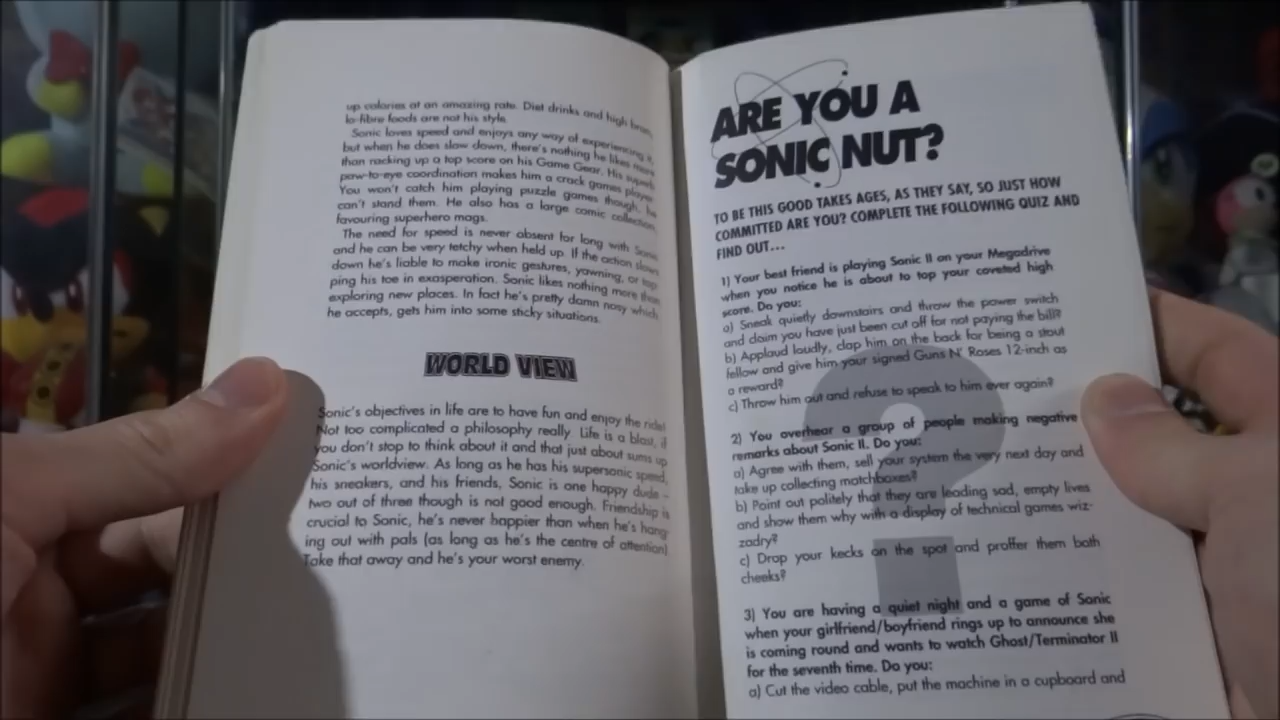 up calories at an amazing rate. Diet drinks and high bran,
lo-fibre foods are not his style.
Sonic loves speed and enjoys any way of experiencing it,
but when he does slow down, there's nothing he likes more
than racking up a top score on his Game Gear. His superb
paw-to-eye coordination makes him a crack games player.
You won't catch him playing puzzle games though, he
can't stand them. He also has a large comic collection,
favouring superhero mags.
The need for speed is never absent for long with Sonic
and he can be very tetchy when held up. If the action slows
down he's liable to make ironic gestures, yawning, or tap-
ping his toe in exasperation. Sonic likes nothing more than
exploring new places. In fact he's pretty damn nosy which
he accepts, gets him into some sticky situations.
WORLD VIEW
Sonic's objectives in life are to have fun and enjoy the ride!
Not too complicated a philosophy really. Life is a blast, if
you don't stop to think about it and that just about sums up
Sonic's worldview. As long as he has his supersonic speed,
his sneakers, and his friends, Sonic is one happy dude –
two out of three though is not good enough. Friendship is
crucial to Sonic, he's never happier than when he's hang-
ing out with pals (as long as he's the centre of attention)
Take that away and he's your worst enemy.
ARE YOU A
SONIC NUT?
TO BE THIS GOOD TAKES AGES, AS THEY SAY, SO JUST HOW
COMMITTED ARE YOU? COMPLETE THE FOLLOWING QUIZ AND
FIND OUT...
1) Your best friend is playing Sonic II on your Megadrive
when you notice he is about to top your coveted high
score. Do you:
a) Sneak quietly downstairs and throw the power switch
and claim you have just been cut off for not paying the bill?
b) Applaud loudly, clap him on the back for being a stout
fellow and give him your signed Guns N' Roses 12-inch as
a reward?
c) Throw him out and refuse to speak to him ever again?
2) You overhear a group of people making negative
remarks about Sonic II. Do you:
a) Agree with them, sell your system the very next day and
take up collecting matchboxes?
b) Point out politely that they are leading sad, empty lives
and show them why with a display of technical games wiz-
zadry?
c) Drop your kecks on the spot and proffer them both
cheeks?
3) You are having a quiet night and a game of Sonic
when your girlfriend/boyfriend rings up to announce she
is coming round and wants to watch Ghost/Terminator II
for the seventh time. Do you:
a) Cut the video cable, put the machine in a cupboard and